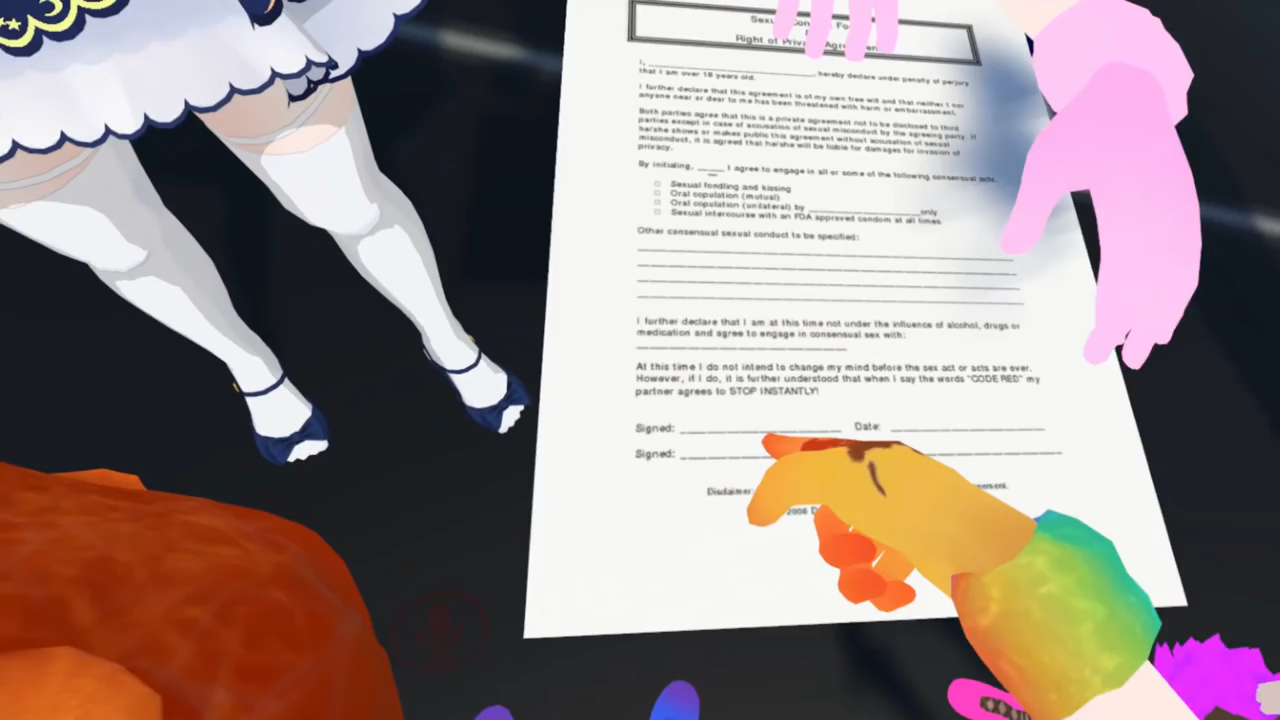 Sexual Consent Form
Right of Privacy Agreement
I, ______________________________, hereby declare under penalty of perjury
that I am over 18 years old.
I further declare that this agreement is of my own free will and that neither I nor
anyone near or dear to me has been threatened with harm or embarrassment.
Both parties agree that this is a private agreement not to be disclosed to third
parties except in case of accusation of sexual misconduct by the agreeing party. If
he/she shows or makes public this agreement without accusation of sexual
misconduct, it is agreed that he/she will be liable for damages for invasion of
privacy.
By initialing, _____ I agree to engage in all or some of the following consensual acts.
Sexual fondling and kissing
Oral copulation (mutual)
Oral copulation (unilateral) by ____________________only
Sexual intercourse with an FDA approved condom at all times
Other consensual sexual conduct to be specified:
I further declare that I am at this time not under the influence of alcohol, drugs or
medication and agree to engage in consensual sex with:
At this time I do not intend to change my mind before the sex act or acts are over.
However, if I do, it is further understood that when I say the words "CODE RED" my
partner agrees to STOP INSTANTLY!
Signed: ____________________ Date: ____________________
Signed: ____________________
Disclaimer:
2006